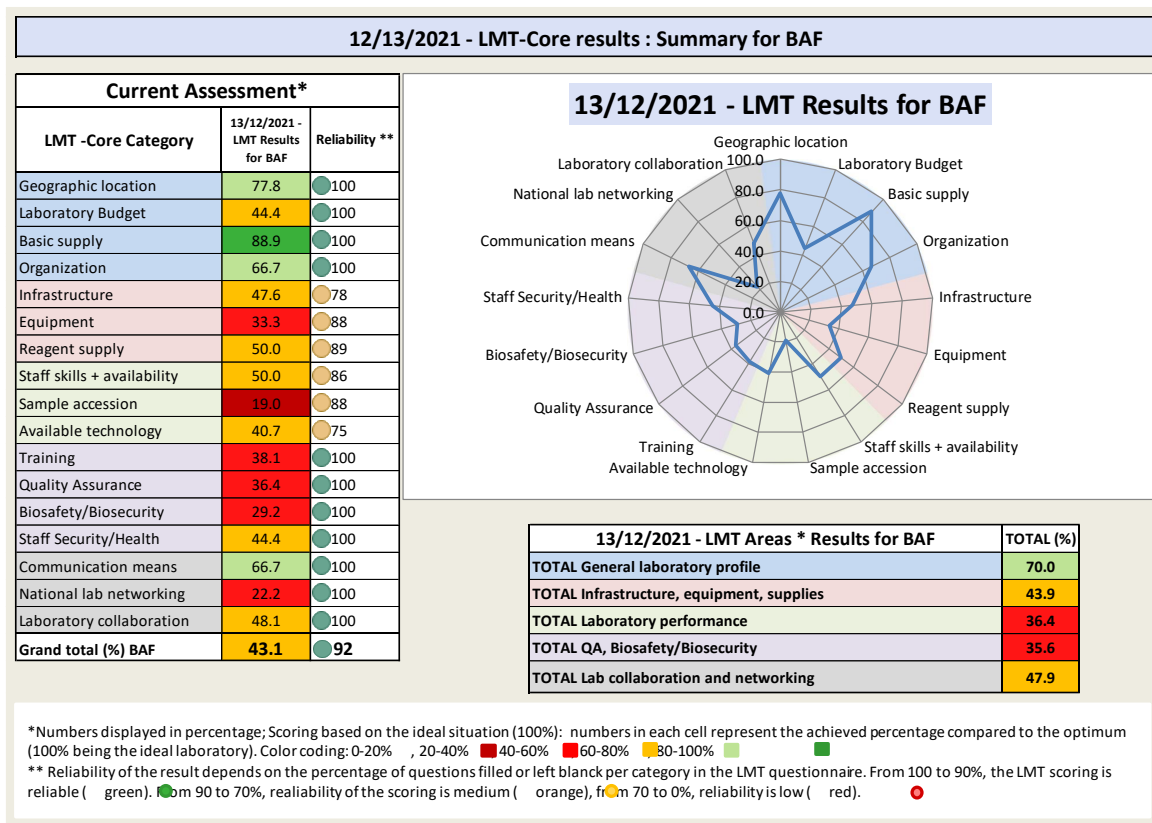 12/13/2021 - LMT-Core results : Summary for BAF
Current Assessment*
LMT -Core Category
13/12/2021 -
LMT Results
for BAF
Reliability **
Geographic location 77.8 100
Laboratory Budget 44.4 100
Basic supply 88.9 100
Organization 66.7 100
Infrastructure 47.6 78
Equipment 33.3 88
Reagent supply 50.0 89
Staff skills + availability 50.0 86
Sample accession 19.0 88
Available technology 40.7 75
Training 38.1 100
Quality Assurance 36.4 100
Biosafety/Biosecurity 29.2 100
Staff Security/Health 44.4 100
Communication means 66.7 100
National lab networking 22.2 100
Laboratory collaboration 48.1 100
Grand total (%) BAF 43.1 92
13/12/2021 - LMT Results for BAF
Geographic location
Laboratory Budget
Basic supply
Organization
Infrastructure
Equipment
Reagent supply
Staff skills + availability
Sample accession
Available technology
Training
Quality Assurance
Biosafety/Biosecurity
Staff Security/Health
Communication means
National lab networking
Laboratory collaboration
100.0
80.0
60.0
40.0
20.0
0.0
13/12/2021 - LMT Areas * Results for BAF TOTAL (%)
TOTAL General laboratory profile 70.0
TOTAL Infrastructure, equipment, supplies 43.9
TOTAL Laboratory performance 36.4
TOTAL QA, Biosafety/Biosecurity 35.6
TOTAL Lab collaboration and networking 47.9
*Numbers displayed in percentage; Scoring based on the ideal situation (100%): numbers in each cell represent the achieved percentage compared to the optimum
(100% being the ideal laboratory). Color coding: 0-20% , 20-40% 40-60% 60-80% 80-100%
** Reliability of the result depends on the percentage of questions filled or left blanck per category in the LMT questionnaire. From 100 to 90%, the LMT scoring is
reliable ( green). From 90 to 70%, realiability of the scoring is medium ( orange), from 70 to 0%, reliability is low ( red).